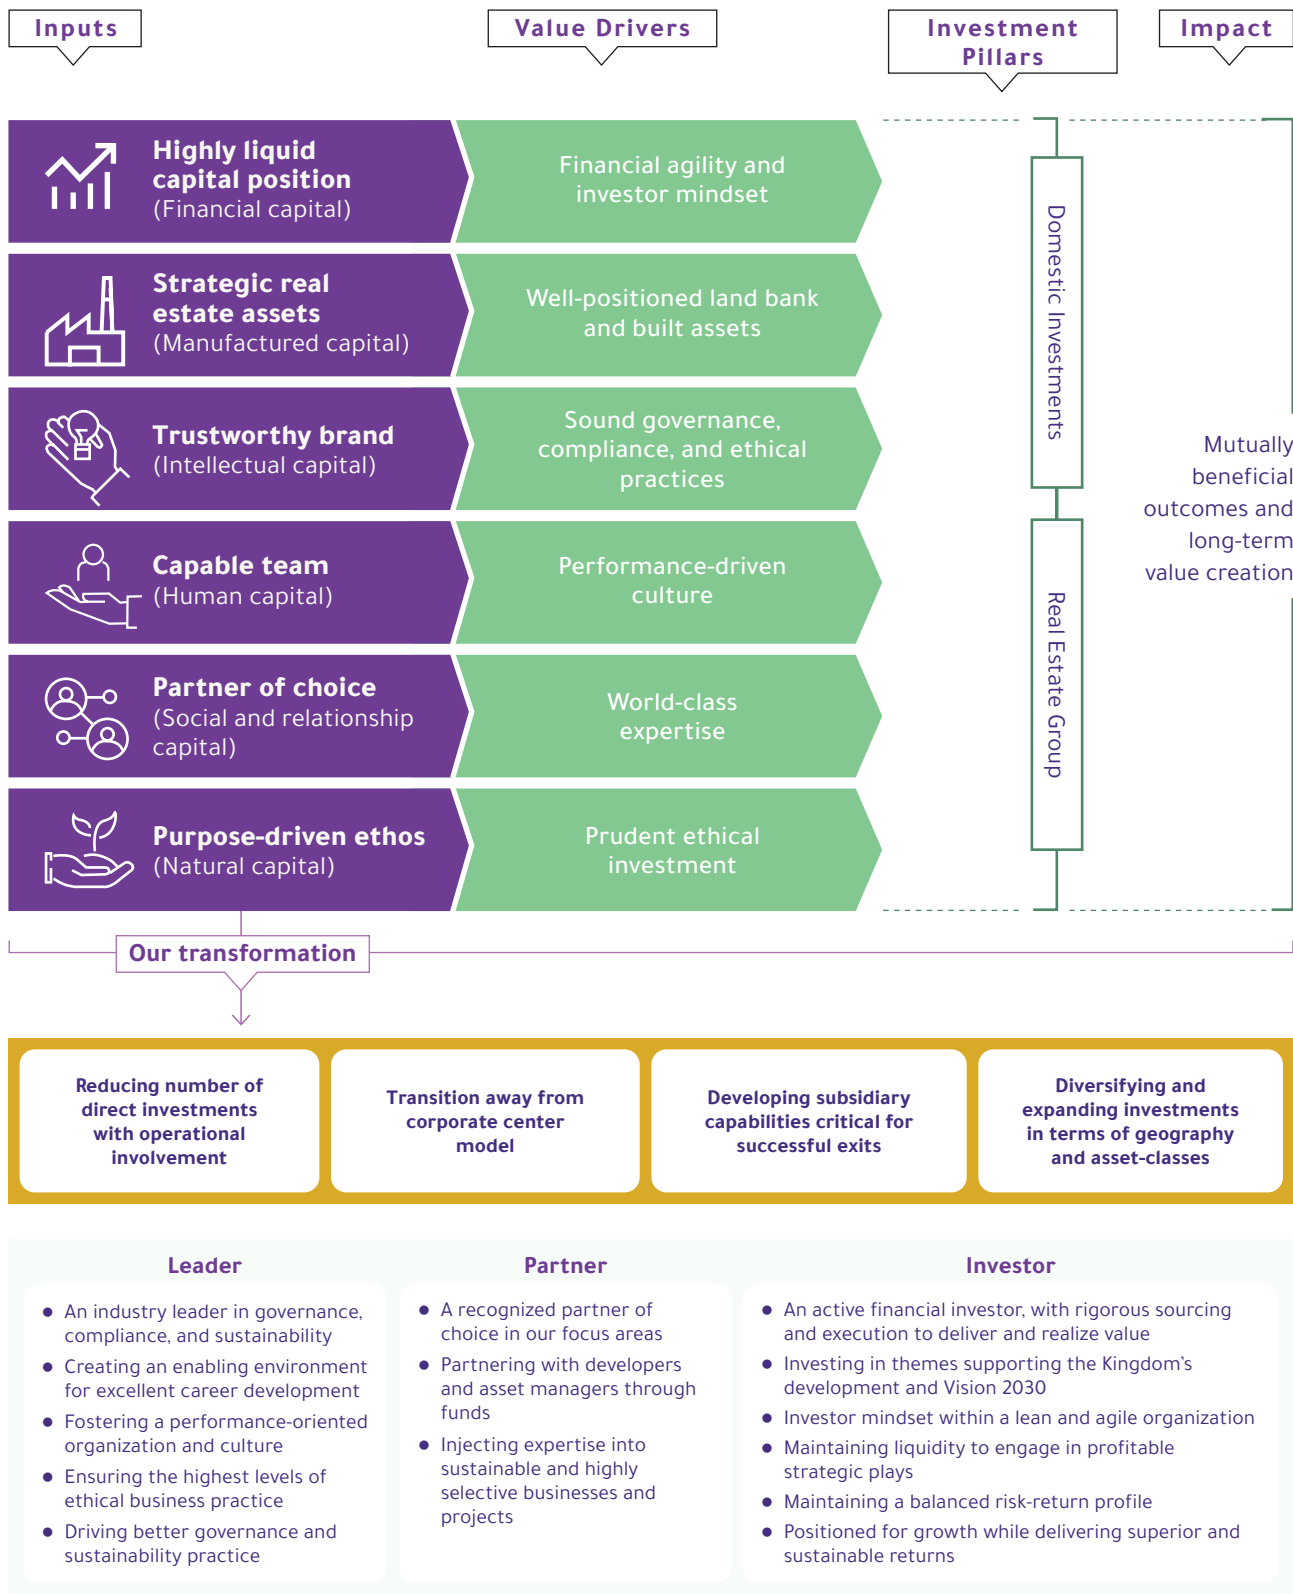 Inputs
Value Drivers
Investment
Pillars
Impact
Highly liquid
capital position
(Financial capital)
Financial agility and
investor mindset
Strategic real
estate assets
(Manufactured capital)
Well-positioned land bank
and built assets
Trustworthy brand
(Intellectual capital)
Sound governance,
compliance, and ethical
practices
Capable team
(Human capital)
Performance-driven
culture
Partner of choice
(Social and relationship
capital)
World-class
expertise
Purpose-driven ethos
(Natural capital)
Prudent ethical
investment
Domestic Investments
Real Estate Group
Mutually
beneficial
outcomes and
long-term
value creation
Our transformation
Reducing number of
direct investments
with operational
involvement
Transition away from
corporate center
model
Developing subsidiary
capabilities critical for
successful exits
Diversifying and
expanding investments
in terms of geography
and asset-classes
Leader
• An industry leader in governance,
compliance, and sustainability
• Creating an enabling environment
for excellent career development
• Fostering a performance-oriented
organization and culture
• Ensuring the highest levels of
ethical business practice
• Driving better governance and
sustainability practice
Partner
• A recognized partner of
choice in our focus areas
• Partnering with developers
and asset managers through
funds
• Injecting expertise into
sustainable and highly
selective businesses and
projects
Investor
• An active financial investor, with rigorous sourcing
and execution to deliver and realize value
• Investing in themes supporting the Kingdom's
development and Vision 2030
• Investor mindset within a lean and agile organization
• Maintaining liquidity to engage in profitable
strategic plays
• Maintaining a balanced risk-return profile
• Positioned for growth while delivering superior and
sustainable returns